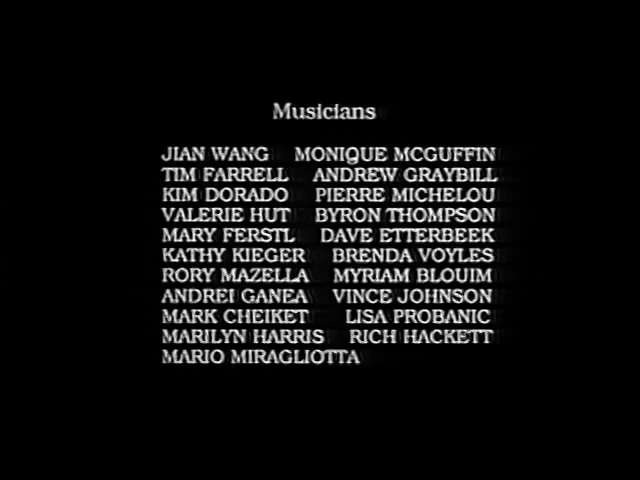 Musicians
JIAN WANG MONIQUE MCGUFFIN
TIM FARRELL ANDREW GRAYBILL
KIM DORADO PIERRE MICHELOU
VALERIE HUT BYRON THOMPSON
MARY FERSTL DAVE ETTERBEEK
KATHY KIEGER BRENDA VOYLES
RORY MAZELLA MYRIAM BLOUIM
ANDREI GANEA VINCE JOHNSON
MARK CHEIKET LISA PROBANIC
MARILYN HARRIS RICH HACKETT
MARIO MIRAGLIOTTA